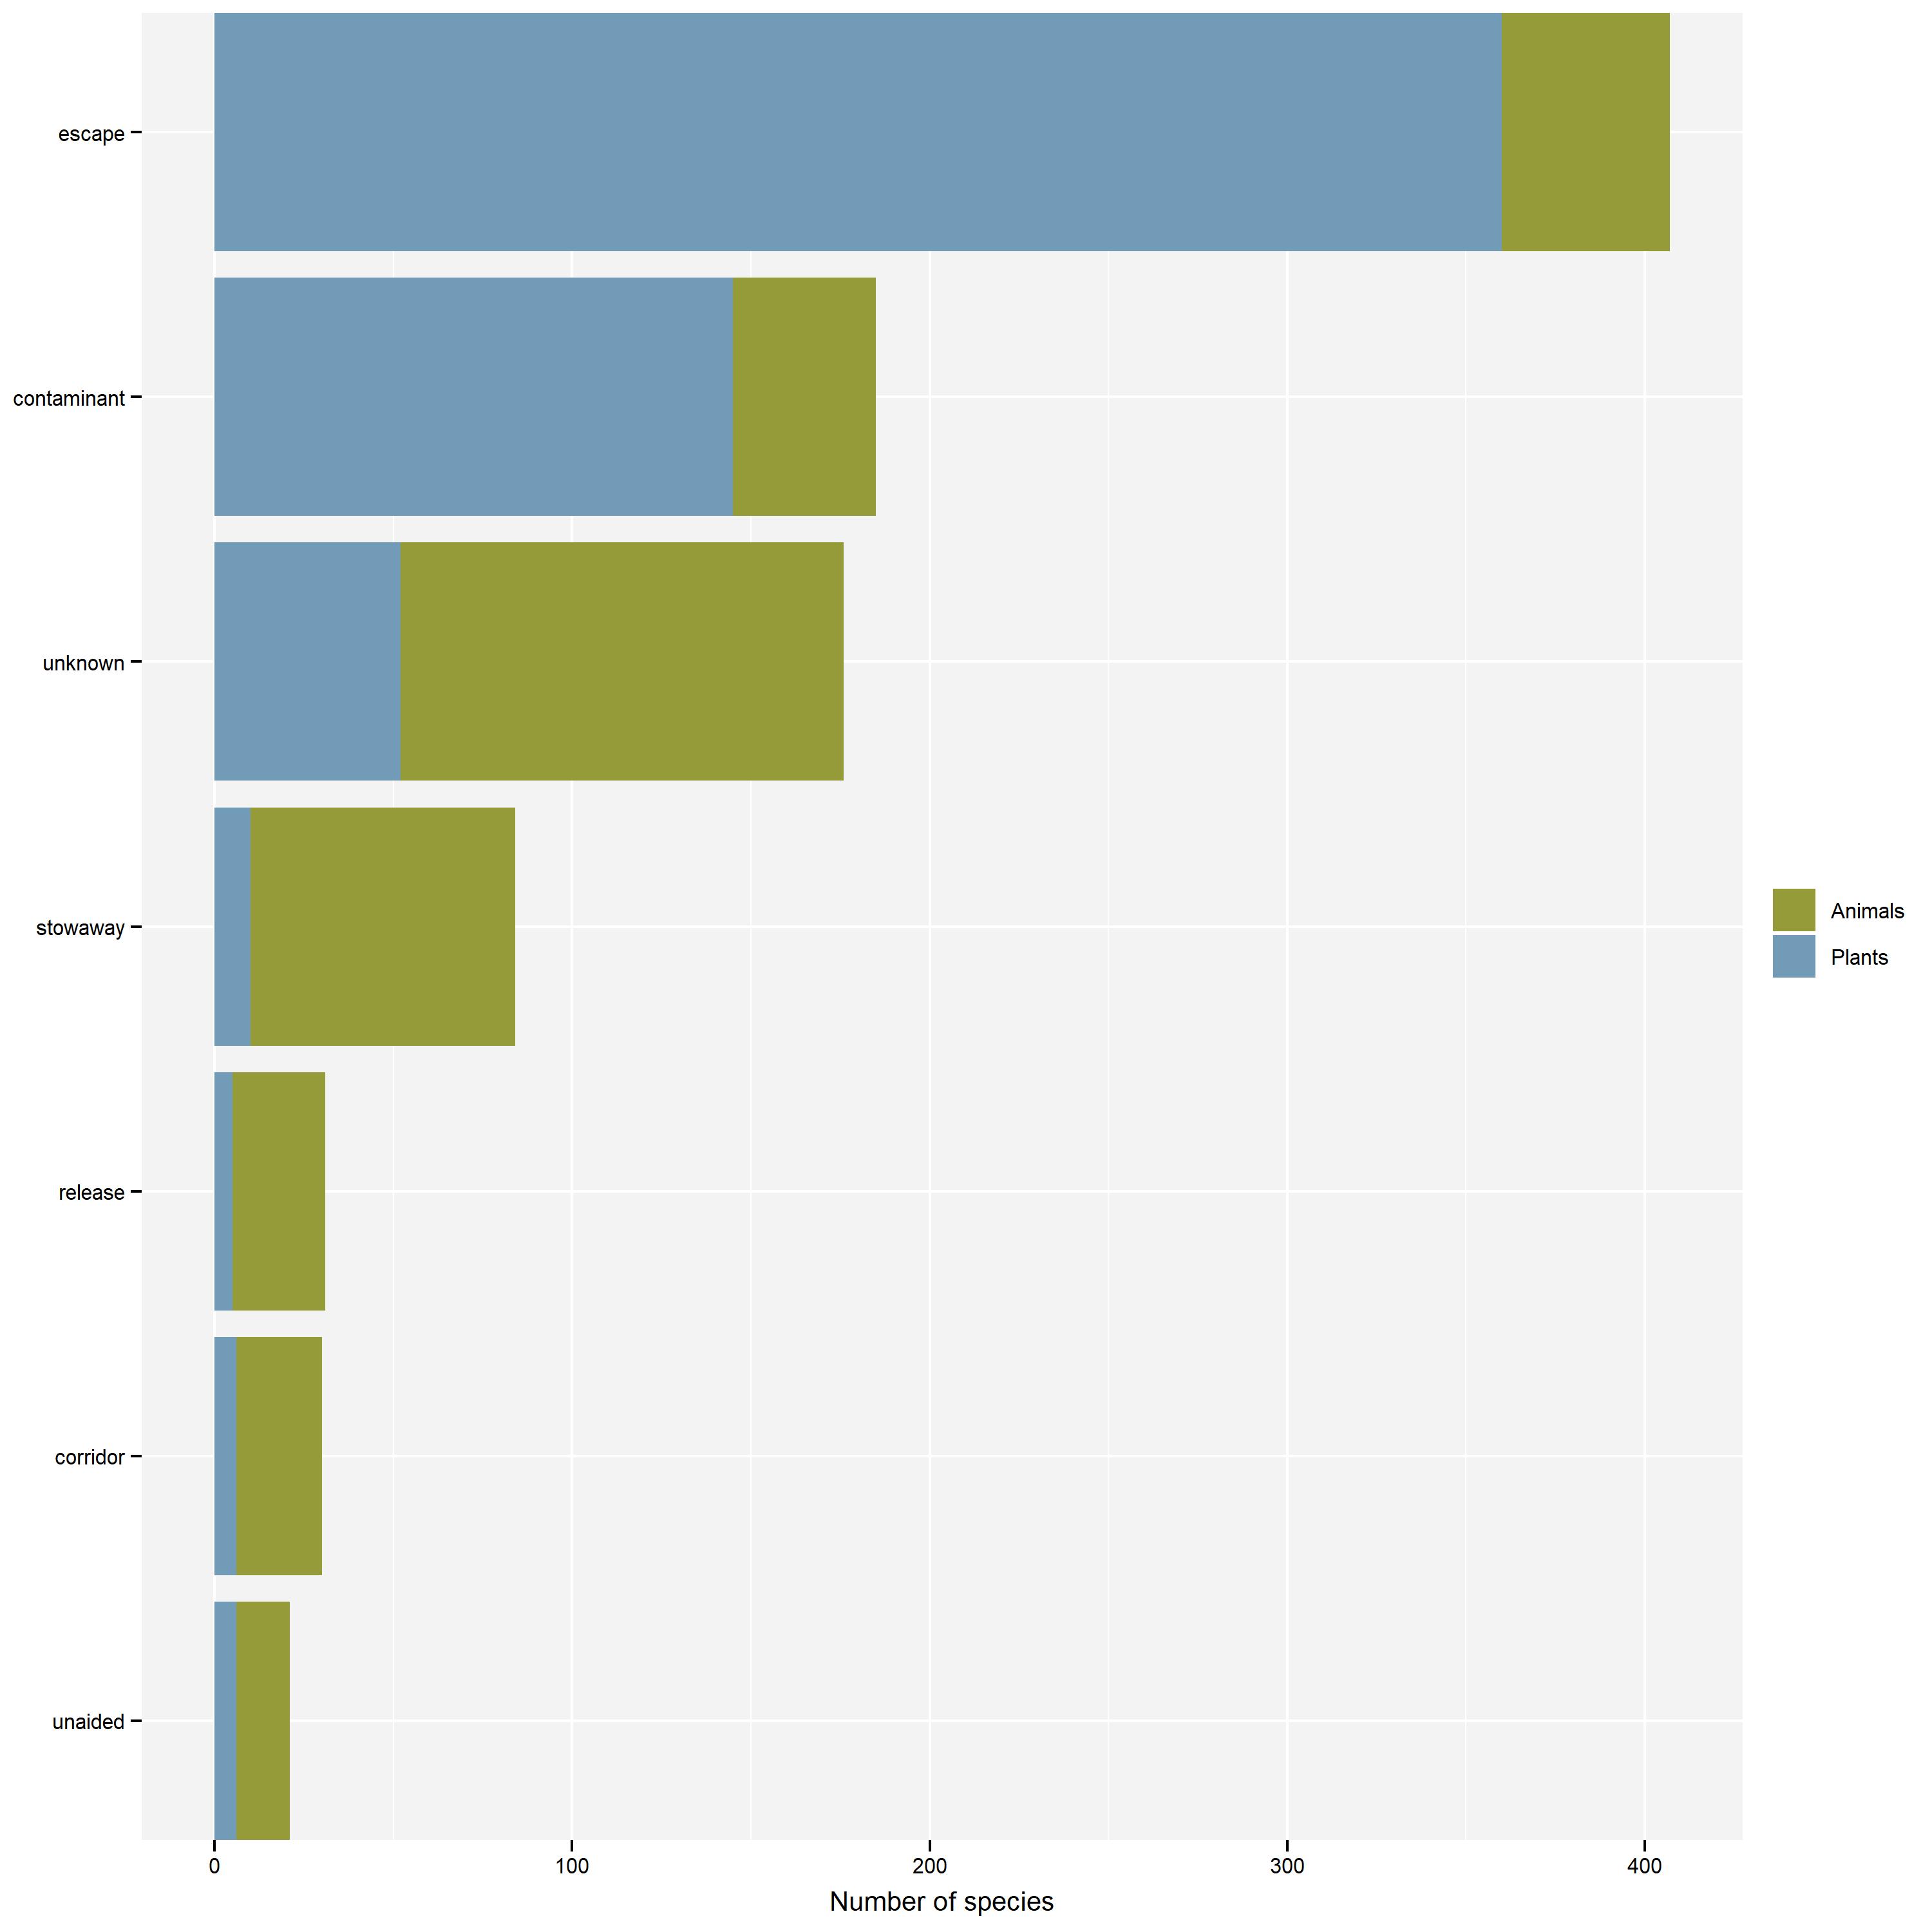 escape
contaminant
unknown
stowaway
release
corridor
unaided
0 100 200 300 400
Number of species
Animals
Plants